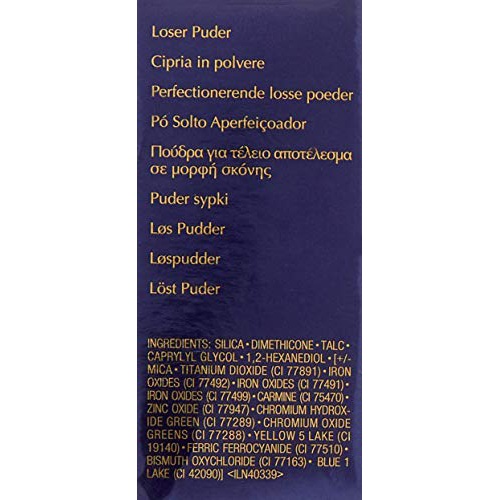 Loser Puder
Cipria in polvere
Perfectionerende losse poeder
Pó Solto Aperfeiçoador
Πούδρα για τέλειο αποτέλεσμα
σε μορφή σκόνης
Puder sypki
Løs Pudder
Løspudder
Löst Puder
INGREDIENTS: SILICA • DIMETHICONE • TALC •
CAPRYLYL GLYCOL • 1,2-HEXANEDIOL • [+/-
MICA • TITANIUM DIOXIDE (CI 77891) • IRON
OXIDES (CI 77492) • IRON OXIDES (CI 77491) •
IRON OXIDES (CI 77499) • CARMINE (CI 75470) •
ZINC OXIDE (CI 77947) • CHROMIUM HYDROX-
IDE GREEN (CI 77289) • CHROMIUM OXIDE
GREENS (CI 77288) • YELLOW 5 LAKE (CI
19140) • FERRIC FERROCYANIDE (CI 77510) •
BISMUTH OXYCHLORIDE (CI 77163) • BLUE 1
LAKE (CI 42090)] <ILN40339>